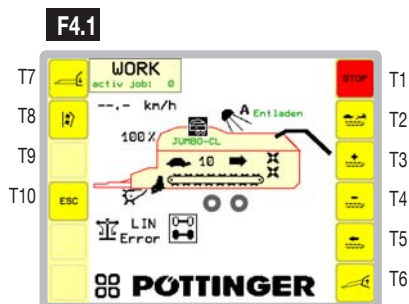 F4.1
T7
T8
T9
T10
WORK
activ job: 0
--.- km/h
100%
A
Entladen
JUMBO-CL
10
ESC
LIN
Error
PÖTTINGER
STOP
T1
T2
T3
T4
T5
T6